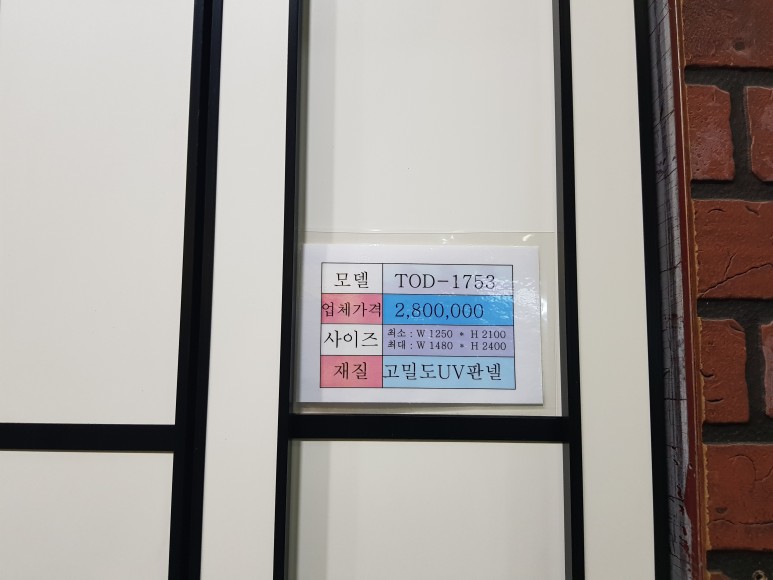 모델 TOD-1753
업체가격 2,800,000
사이즈 최소 : W 1250 * H 2100
최대 : W 1480 * H 2400
재질 고밀도UV판넬